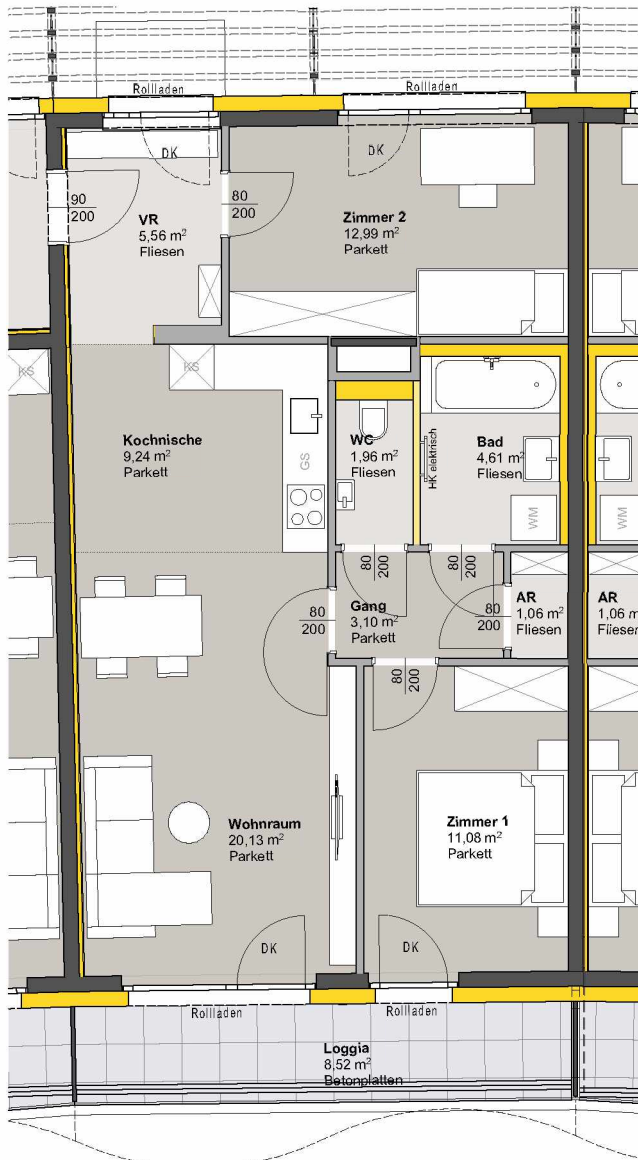 Rollladen
Rollladen
DK
DK
90
200
80
200
VR
5,56 m²
Fliesen
Zimmer 2
12,99 m²
Parkett
KS
KS
Kochnische
9,24 m²
Parkett
GS
WC
1,96 m²
Fliesen
HK elektrisch
Bad
4,61 m²
Fliesen
WM
WM
80
200
80
200
Gang
3,10 m²
Parkett
80
200
80
200
AR
1,06 m²
Fliesen
AR
1,06 m²
Fliesen
80
200
Wohnraum
20,13 m²
Parkett
Zimmer 1
11,08 m²
Parkett
DK
DK
Rollladen
Rollladen
Loggia
8,52 m²
Betonplatten